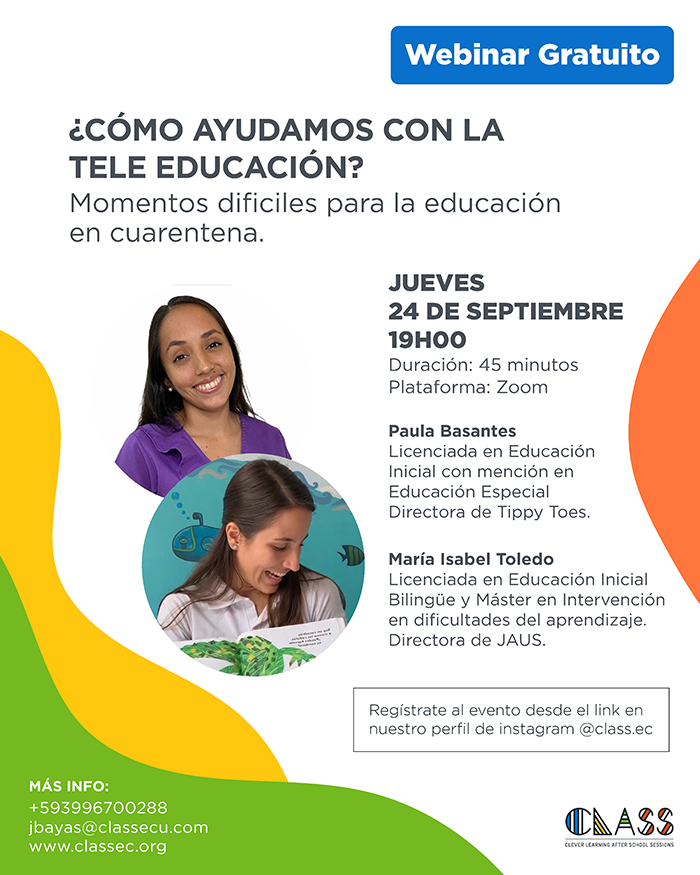 Webinar Gratuito
¿CÓMO AYUDAMOS CON LA
TELE EDUCACIÓN?
Momentos dificiles para la educación
en cuarentena.
JUEVES
24 DE SEPTIEMBRE
19H00
Duración: 45 minutos
Plataforma: Zoom
Paula Basantes
Licenciada en Educación
Inicial con mención en
Educación Especial
Directora de Tippy Toes.
María Isabel Toledo
Licenciada en Educación Inicial
Bilingüe y Máster en Intervención
en dificultades del aprendizaje.
Directora de JAUS.
Regístrate al evento desde el link en
nuestro perfil de instagram @class.ec
MÁS INFO:
+593996700288
jbayas@classecu.com
www.classec.org
CLASS
CLEVER LEARNING AFTER SCHOOL SESSIONS